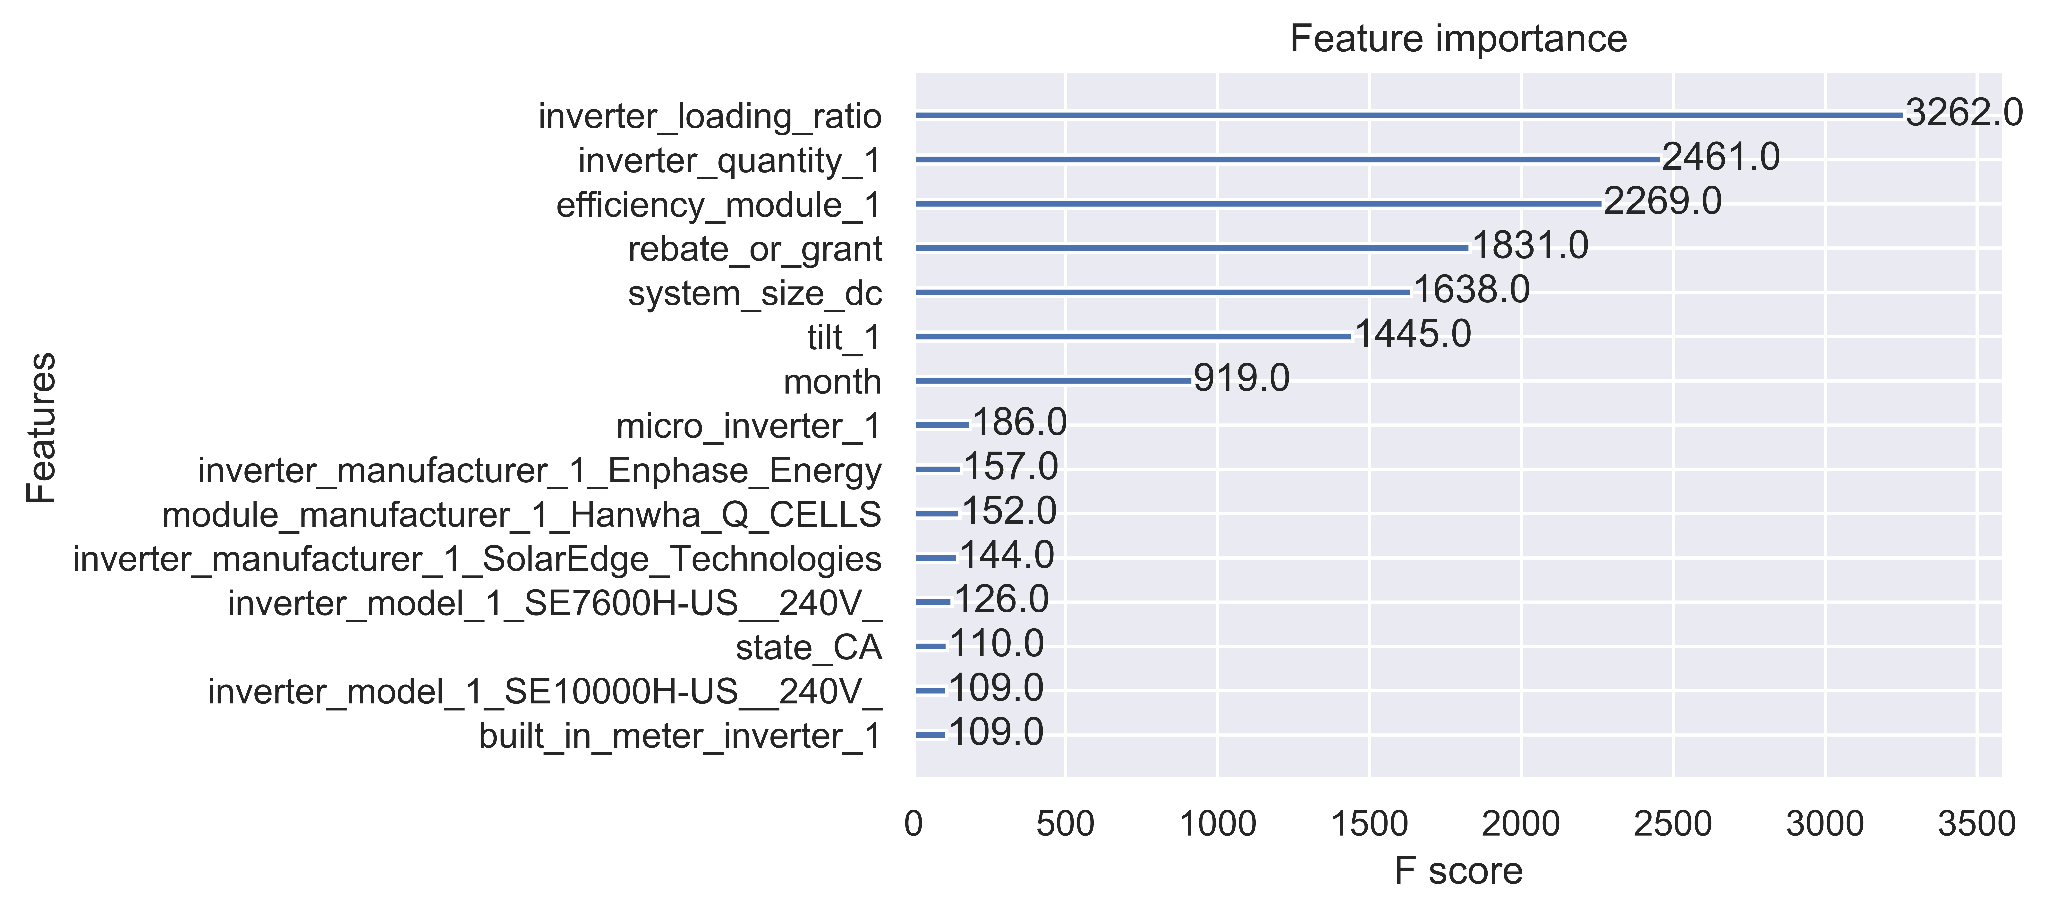 Feature importance
inverter_loading_ratio 3262.0
inverter_quantity_1 2461.0
efficiency_module_1 2269.0
rebate_or_grant 1831.0
system_size_dc 1638.0
tilt_1 1445.0
month 919.0
micro_inverter_1 186.0
inverter_manufacturer_1_Enphase_Energy 157.0
module_manufacturer_1_Hanwha_Q_CELLS 152.0
inverter_manufacturer_1_SolarEdge_Technologies 144.0
inverter_model_1_SE7600H-US__240V_ 126.0
state_CA 110.0
inverter_model_1_SE10000H-US__240V_ 109.0
built_in_meter_inverter_1 109.0
Features
0 500 1000 1500 2000 2500 3000 3500
F score